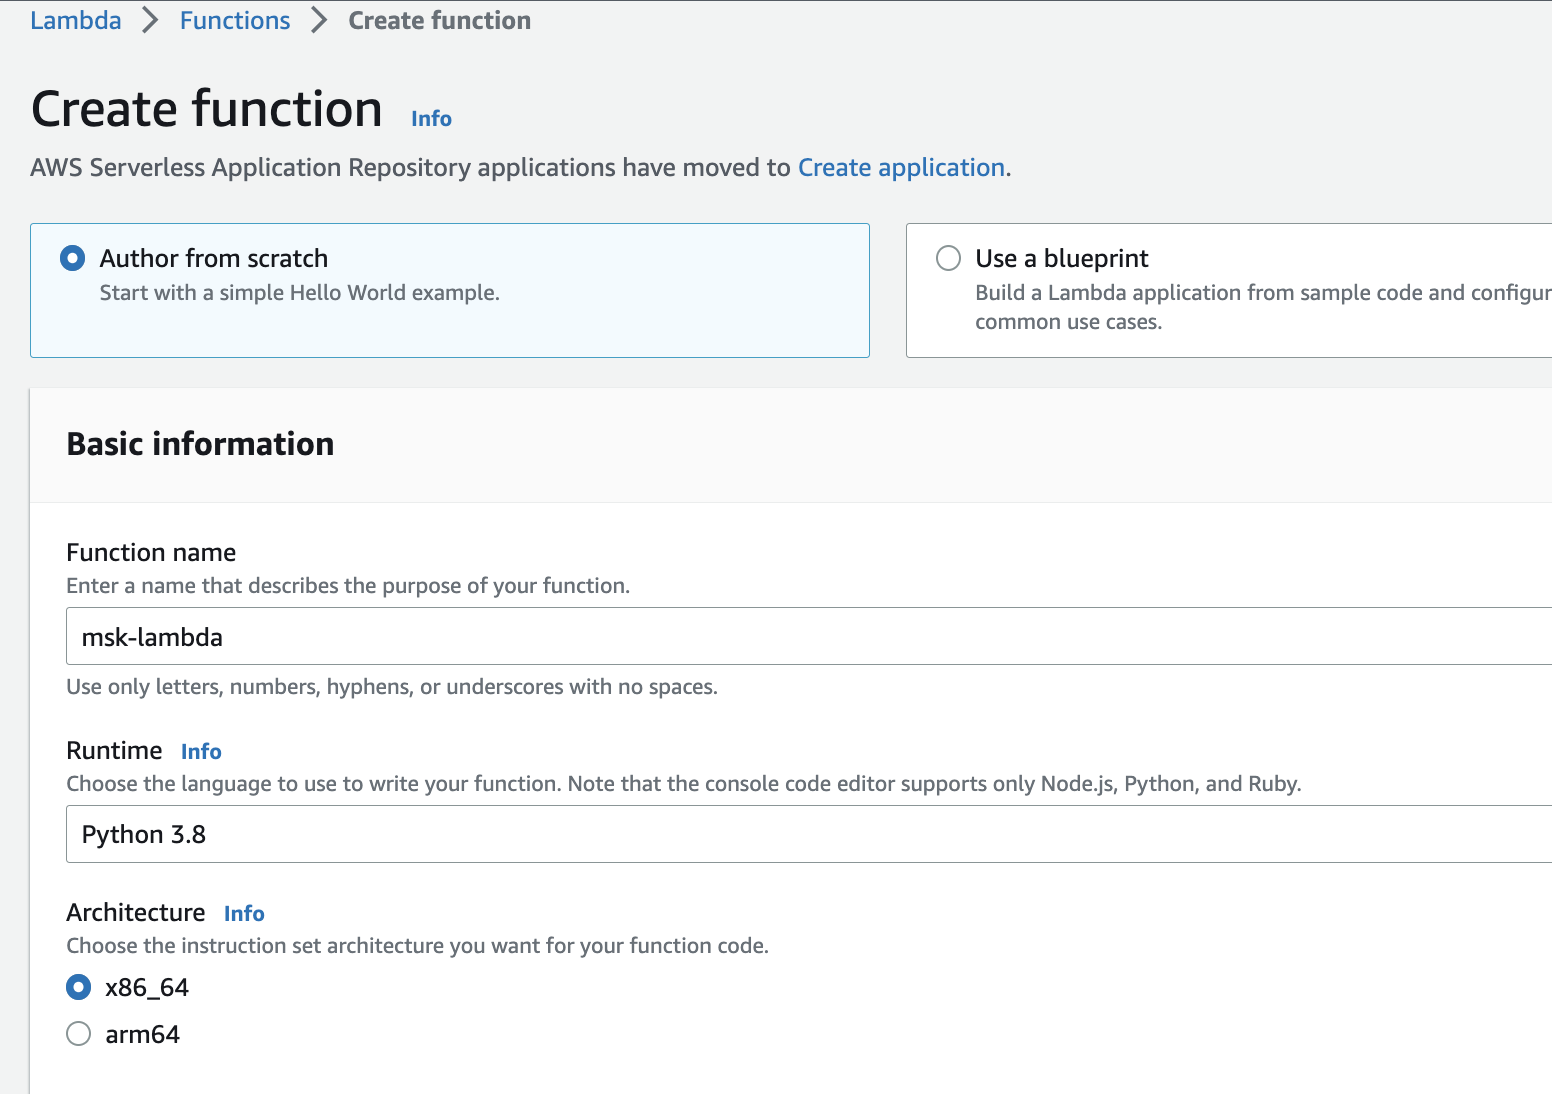 Lambda > Functions > Create function
Create function Info
AWS Serverless Application Repository applications have moved to Create application.
Author from scratch
Start with a simple Hello World example.
Use a blueprint
Build a Lambda application from sample code and
common use cases.
Basic information
Function name
Enter a name that describes the purpose of your function.
msk-lambda
Use only letters, numbers, hyphens, or underscores with no spaces.
Runtime Info
Choose the language to use to write your function. Note that the console code editor supports only Node.js, Python, and Ruby.
Python 3.8
Architecture Info
Choose the instruction set architecture you want for your function code.
x86_64
arm64